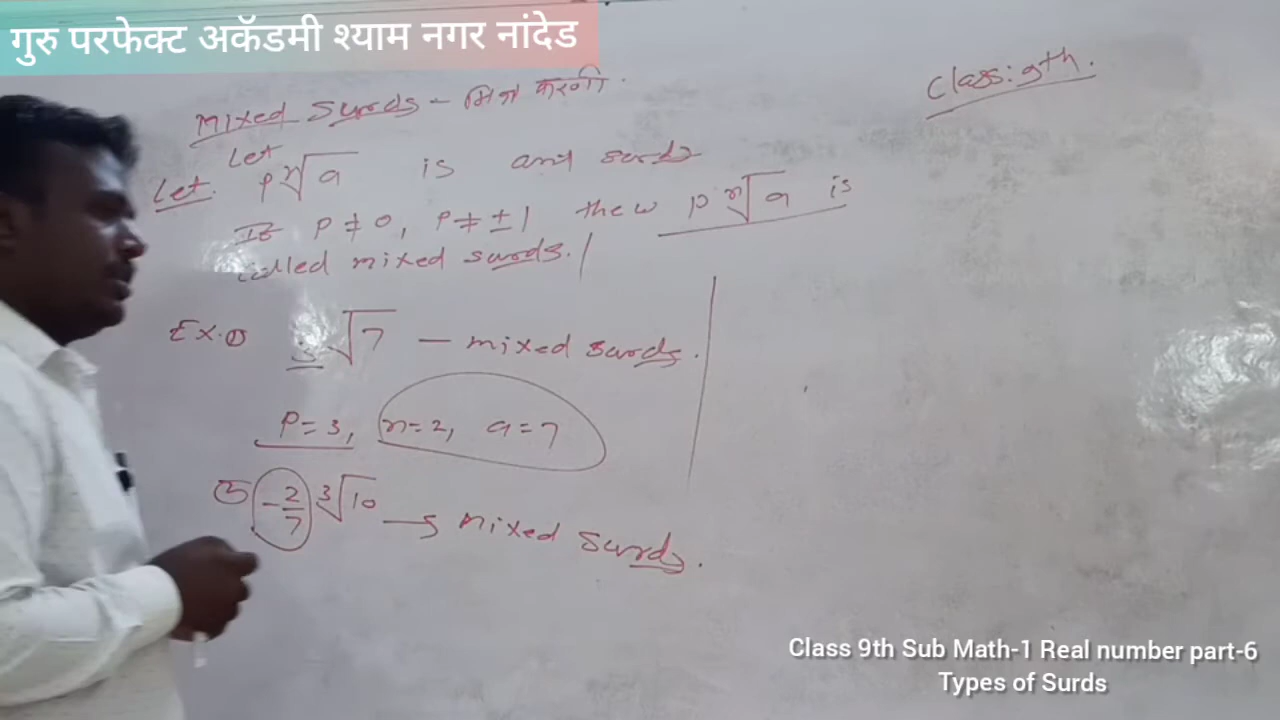 गुरु परफेक्ट अकॅडमी श्याम नगर नांदेड
Class: 9th.
Mixed Surds - मिश्र करणी.
Let
Let. P ⁿ√a is and surds
If P ≠ 0, P ≠ ±1 then P ⁿ√a is
called mixed surds.
Ex. ① 3√7 — mixed surds.
P = 3, n = 2, a = 7
② -2/7 ³√10 → mixed surds.
Class 9th Sub Math-1 Real number part-6
Types of Surds